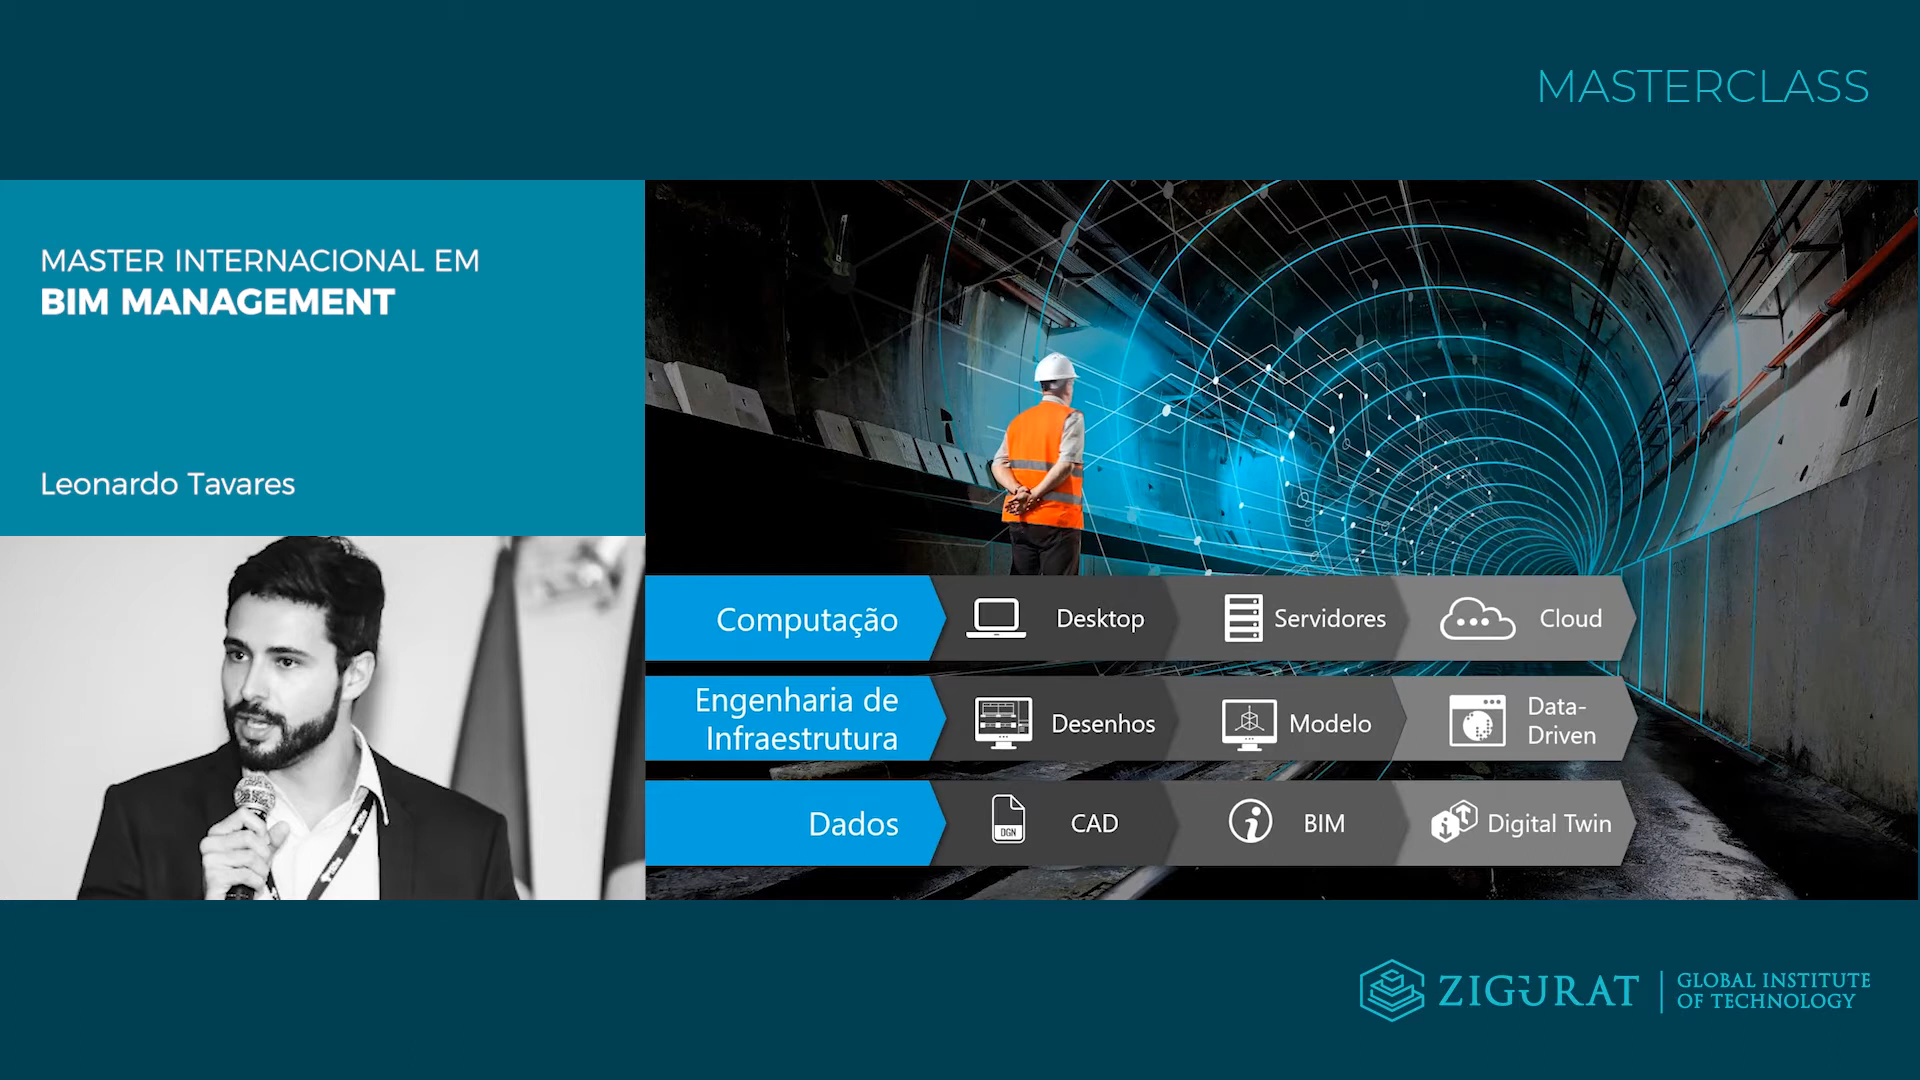 MASTERCLASS
MASTER INTERNACIONAL EM
BIM MANAGEMENT
Leonardo Tavares
Computação
Desktop
Servidores
Cloud
Engenharia de
Infraestrutura
Desenhos
Modelo
Data-
Driven
Dados
DGN
CAD
BIM
Digital Twin
ZIGURAT
GLOBAL INSTITUTE
OF TECHNOLOGY